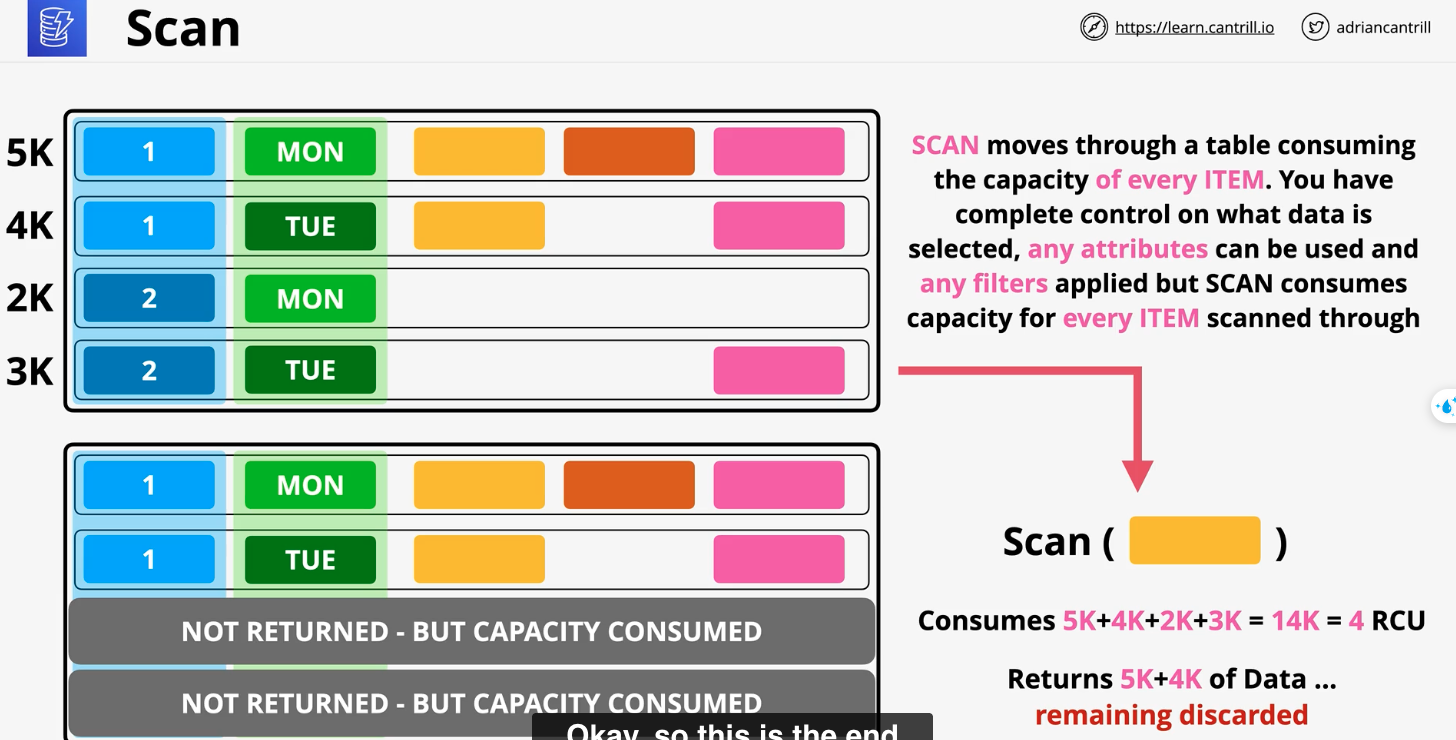 Scan
https://learn.cantrill.io
adriancantrill
5K
1
MON
4K
1
TUE
2K
2
MON
3K
2
TUE
SCAN moves through a table consuming
the capacity of every ITEM. You have
complete control on what data is
selected, any attributes can be used and
any filters applied but SCAN consumes
capacity for every ITEM scanned through
1
MON
1
TUE
NOT RETURNED - BUT CAPACITY CONSUMED
NOT RETURNED - BUT CAPACITY CONSUMED
Scan ( )
Consumes 5K+4K+2K+3K = 14K = 4 RCU
Returns 5K+4K of Data ...
remaining discarded
Okay, so this is the end